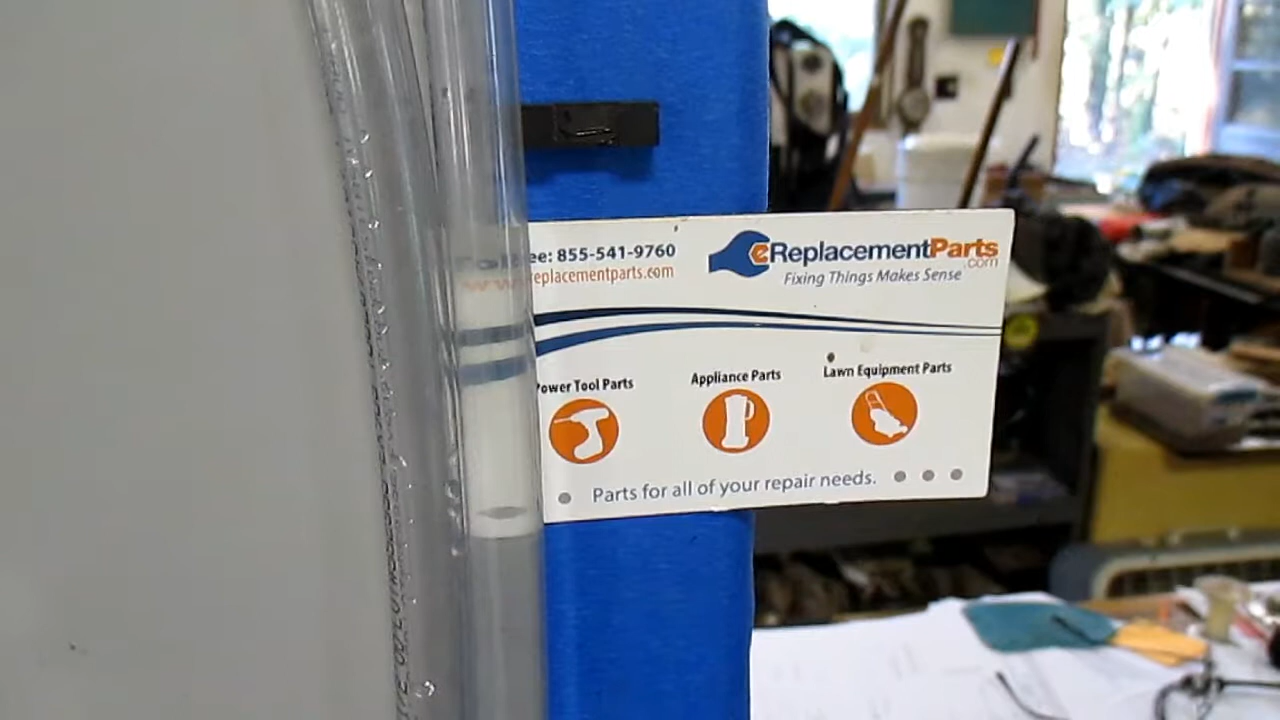 ee: 855-541-9760
www.replacementparts.com
eReplacementParts
.com
Fixing Things Makes Sense
Power Tool Parts
Appliance Parts
Lawn Equipment Parts
Parts for all of your repair needs.